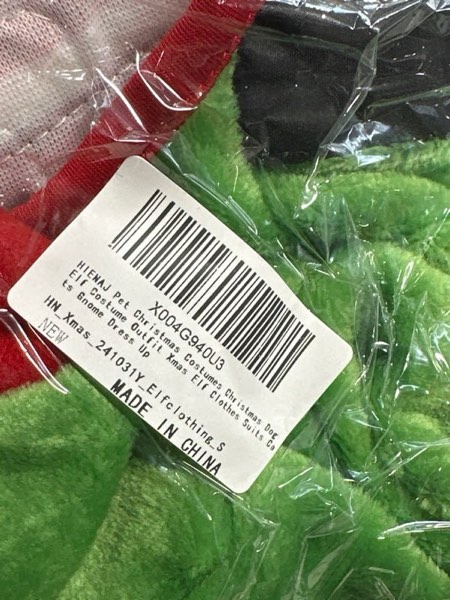 X004G940U3
HIENAJ Pet Christmas Costumes Christmas Dog
Elf Costume Outfit Xmas Elf Clothes Suits Ca
ts Gnome Dress Up
HN_Xmas_241031Y_Elfclothing_S
NEW
MADE IN CHINA